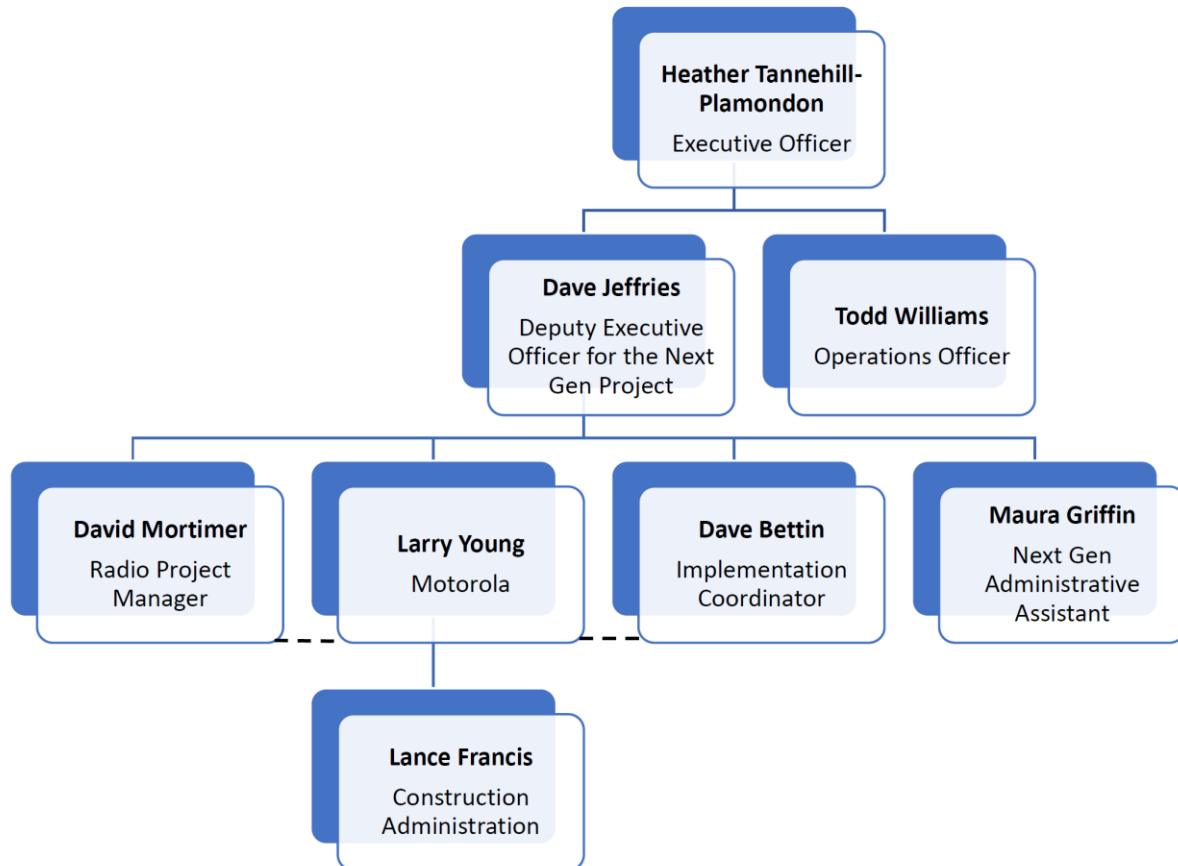 Heather Tannehill-
Plamondon
Executive Officer
Dave Jeffries
Deputy Executive
Officer for the Next
Gen Project
Todd Williams
Operations Officer
David Mortimer
Radio Project
Manager
Larry Young
Motorola
Dave Bettin
Implementation
Coordinator
Maura Griffin
Next Gen
Administrative
Assistant
Lance Francis
Construction
Administration